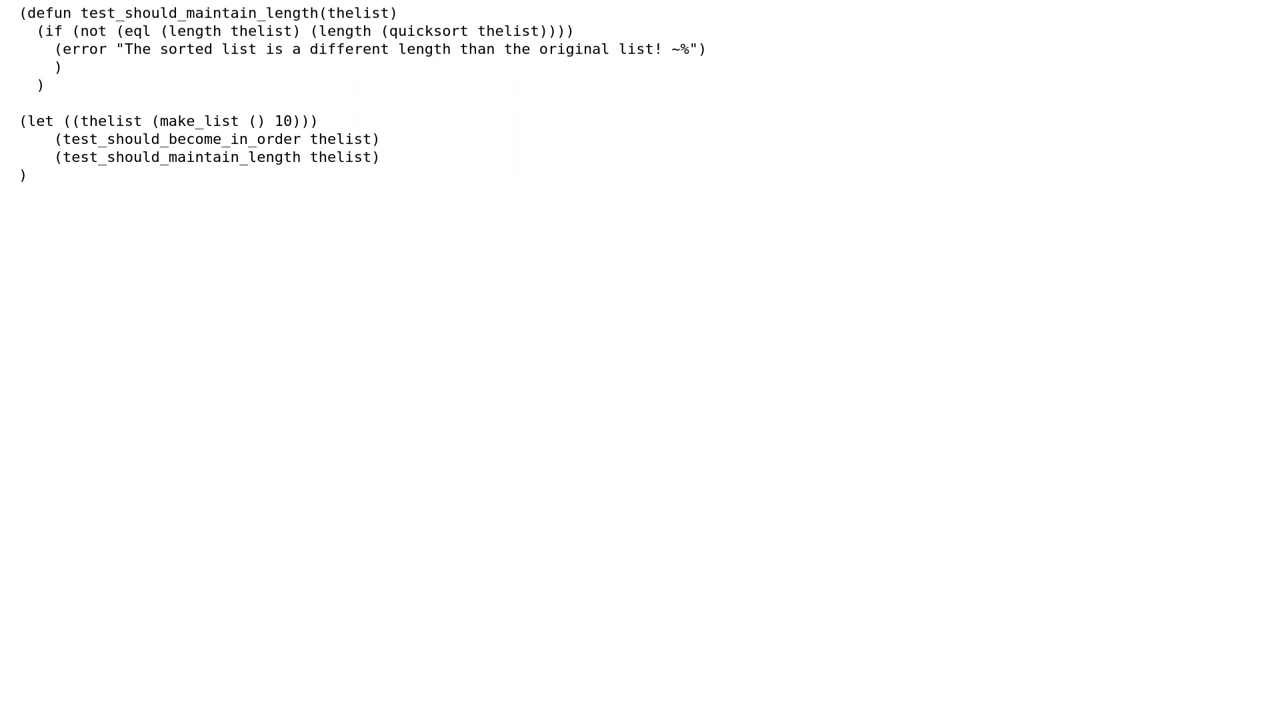 (defun test_should_maintain_length(thelist)
  (if (not (eql (length thelist) (length (quicksort thelist))))
    (error "The sorted list is a different length than the original list! ~%")
    )
  )

(let ((thelist (make_list () 10)))
    (test_should_become_in_order thelist)
    (test_should_maintain_length thelist)
)